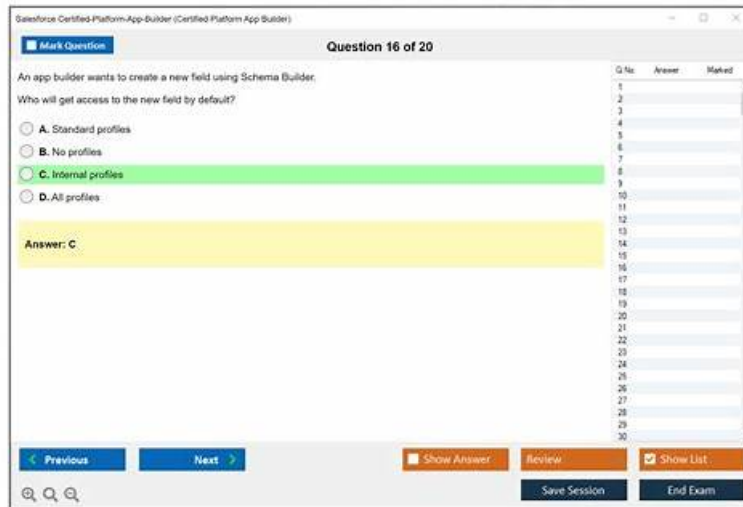 Salesforce Certified-Platform-App-Builder (Certified Platform App Builder)
Mark Question
Question 16 of 20
An app builder wants to create a new field using Schema Builder.
Who will get access to the new field by default?
A. Standard profiles
B. No profiles
C. Internal profiles
D. All profiles
Answer: C
Q.No Answer Marked
1
2
3
4
5
6
7
8
9
10
11
12
13
14
15
16
17
18
19
20
21
22
23
24
25
26
27
28
29
30
Previous
Next
Show Answer
Review
Show List
Save Session
End Exam